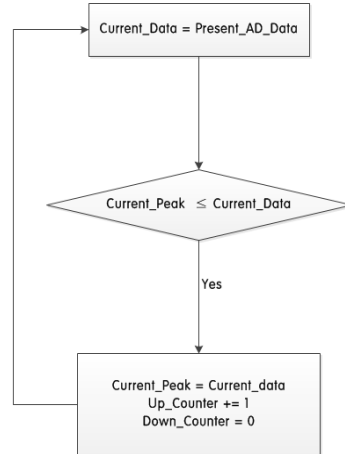 Current_Data = Present_AD_Data
Current_Peak ≤ Current_Data
Yes
Current_Peak = Current_data
Up_Counter += 1
Down_Counter = 0